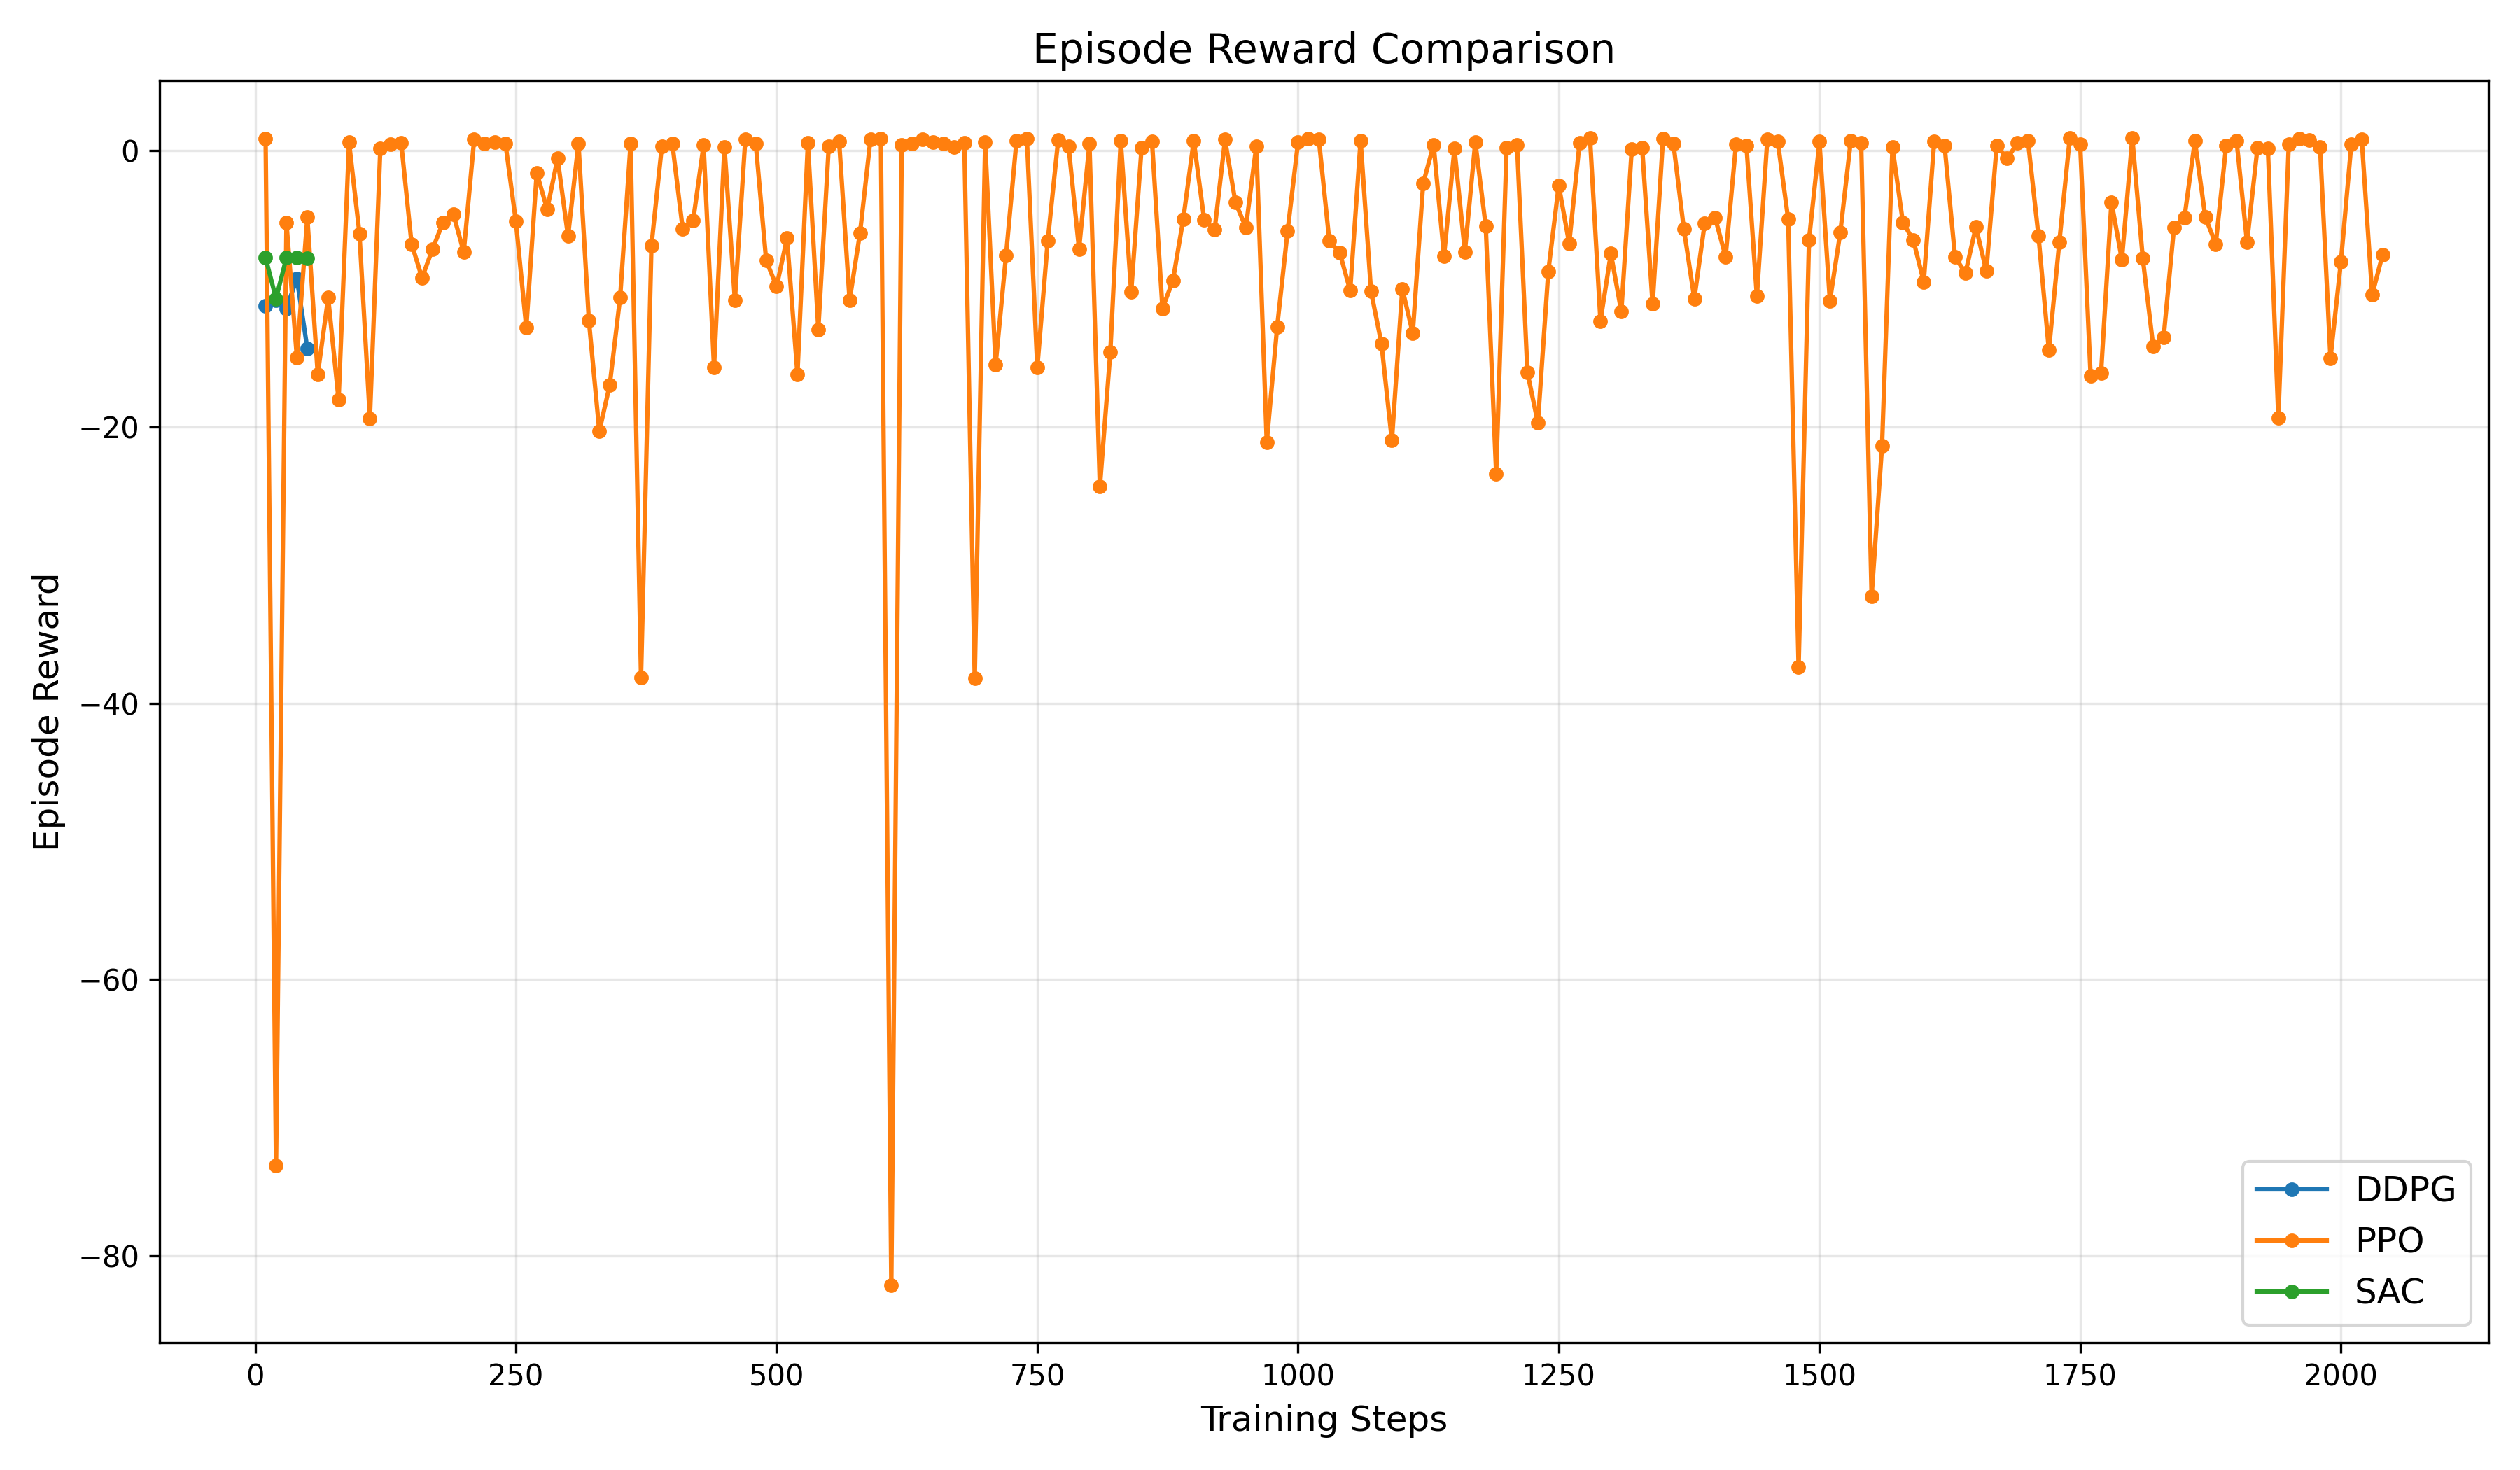 Episode Reward Comparison
Episode Reward
0
−20
−40
−60
−80
0 250 500 750 1000 1250 1500 1750 2000
Training Steps
DDPG
PPO
SAC